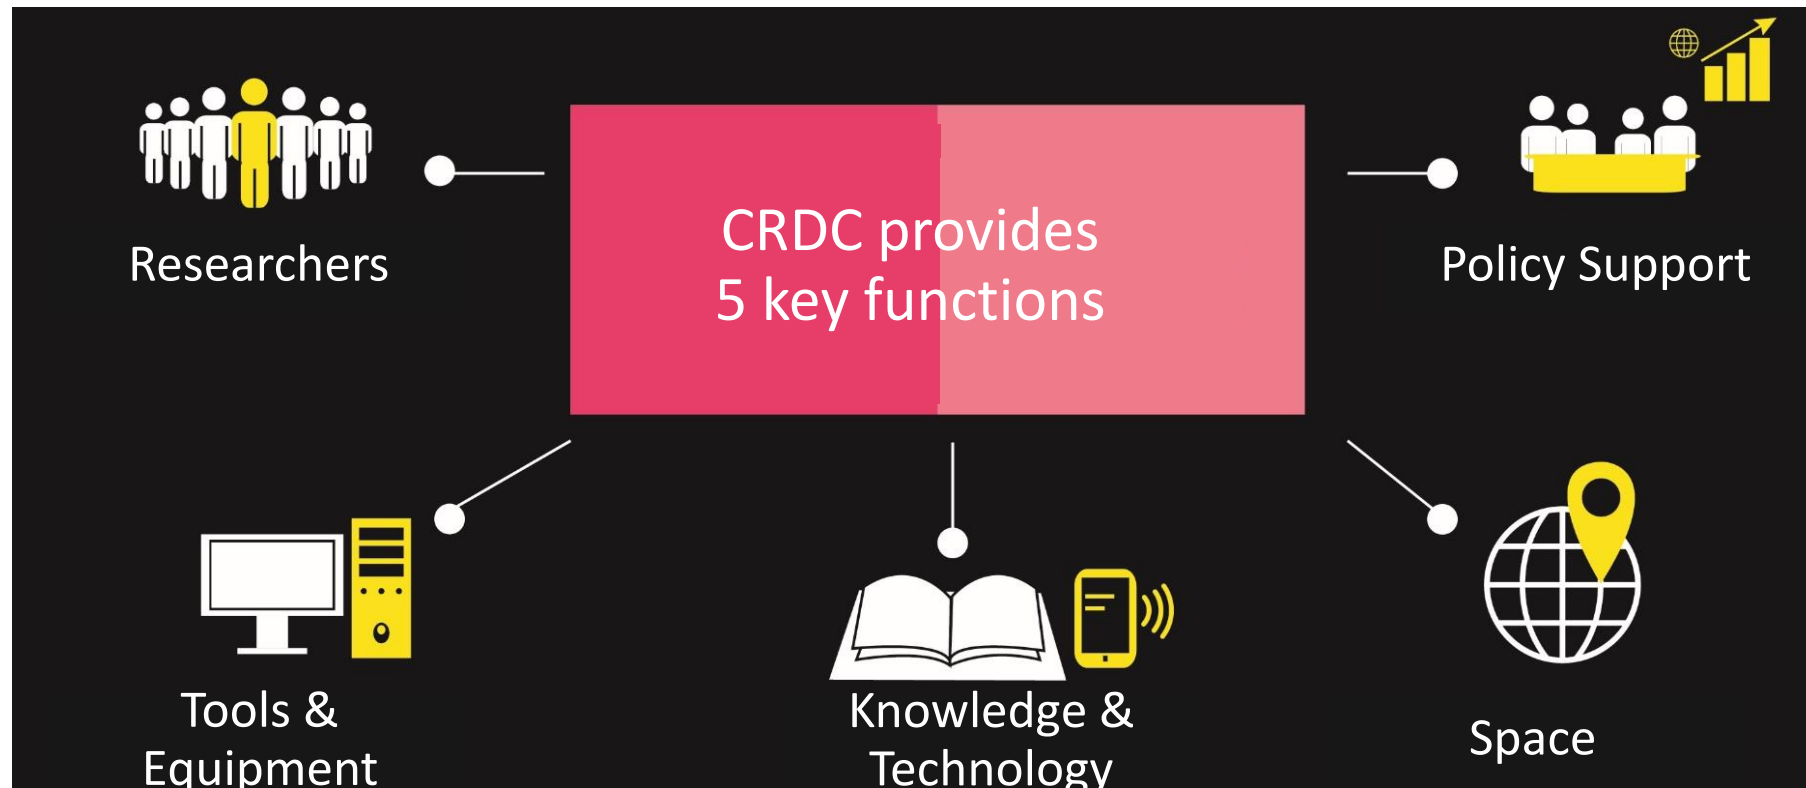 Researchers
CRDC provides
5 key functions
Policy Support
Tools &
Equipment
Knowledge &
Technology
Space